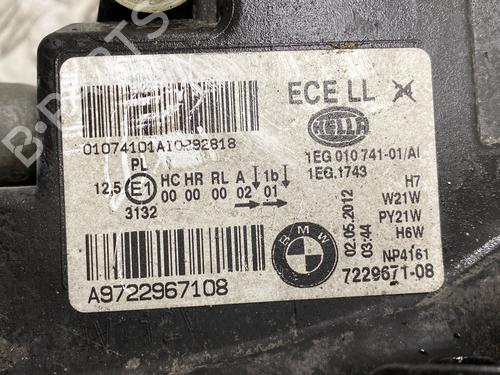 B-PARTS
ECE LL
HELLA
01074101AT0292818
1EG 010 741-01/AI
1EG.1743
PL
12,5 E1 HC HR RL A 1b
3132 00 00 00 02 01
H7
W21W
PY21W
H6W
02.05.2012
03:44
BMW
NP4161
7229671-08
A9722967108